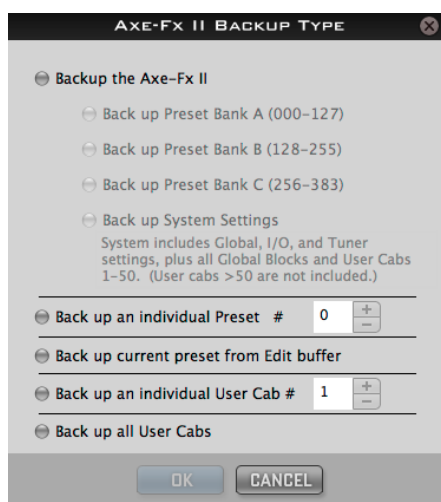 AXE-FX II BACKUP TYPE
Backup the Axe-Fx II
Back up Preset Bank A (000-127)
Back up Preset Bank B (128-255)
Back up Preset Bank C (256-383)
Back up System Settings
System includes Global, I/O, and Tuner
settings, plus all Global Blocks and User Cabs
1-50. (User cabs >50 are not included.)
Back up an individual Preset # 0 + −
Back up current preset from Edit buffer
Back up an individual User Cab # 1 + −
Back up all User Cabs
OK CANCEL